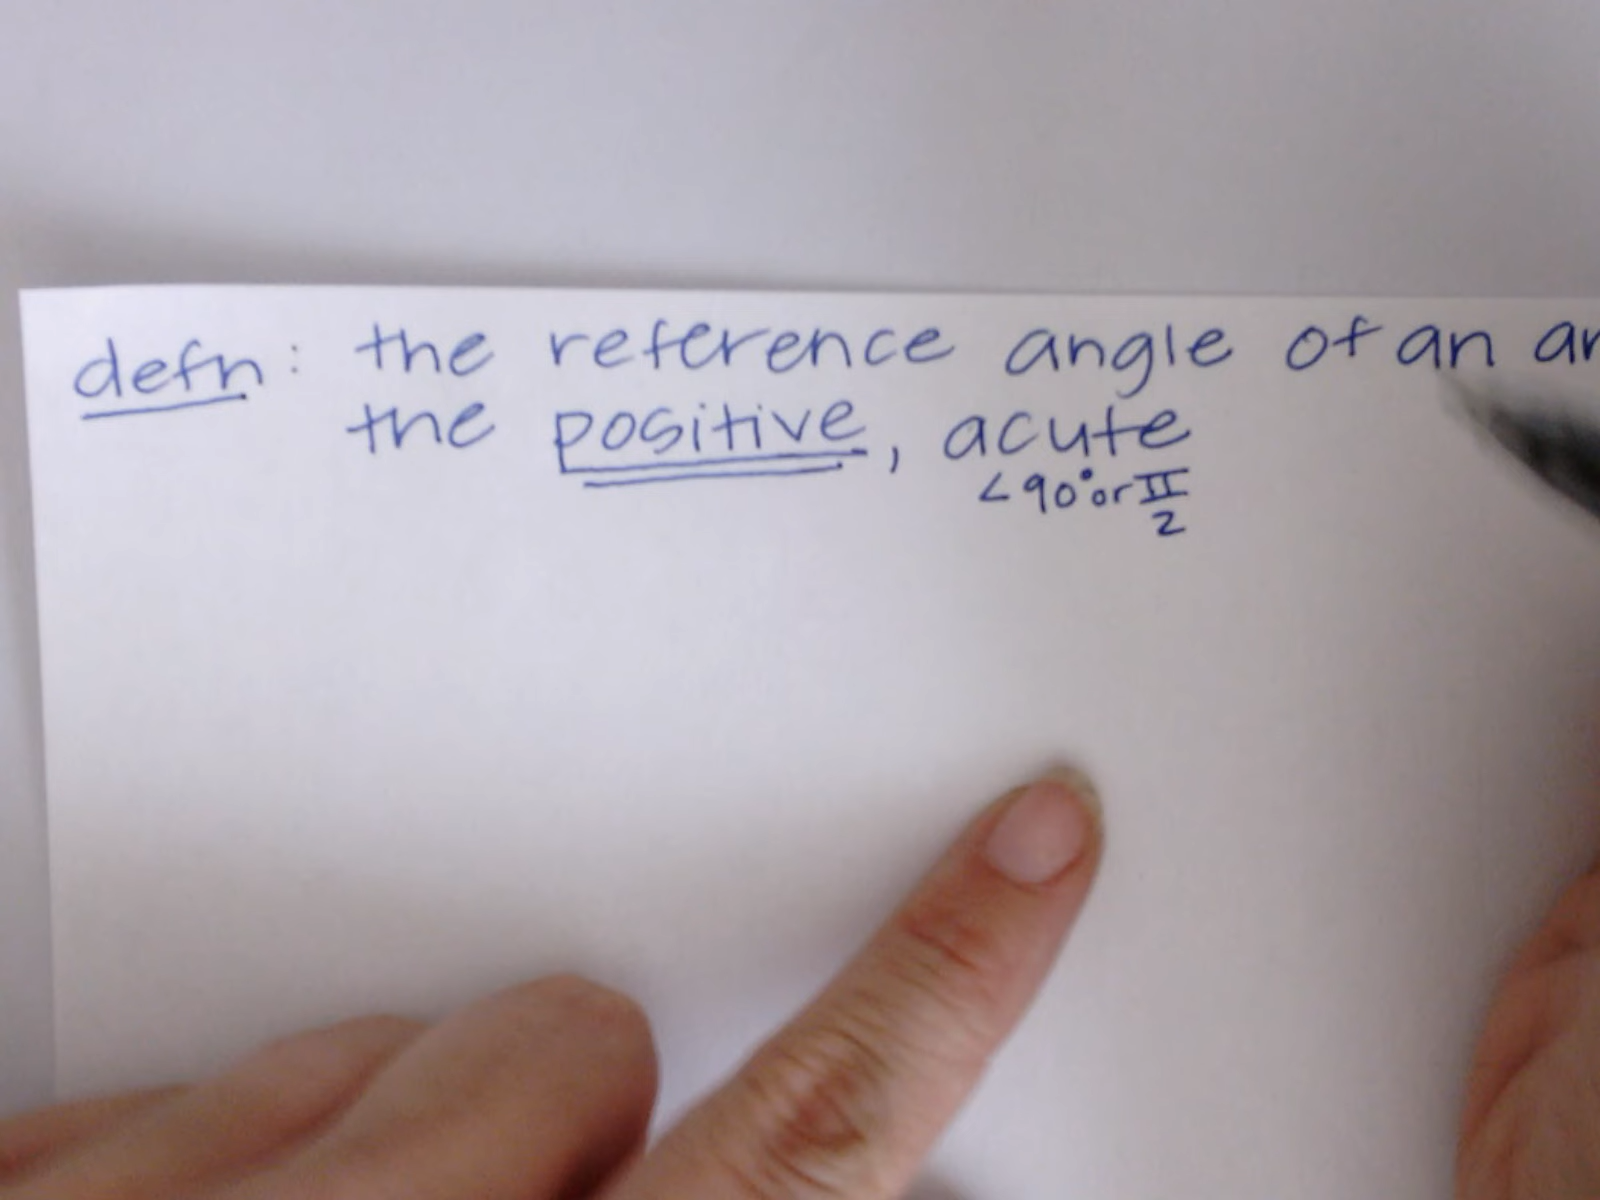 defn: the reference angle of an
the positive, acute
<90° or π/2